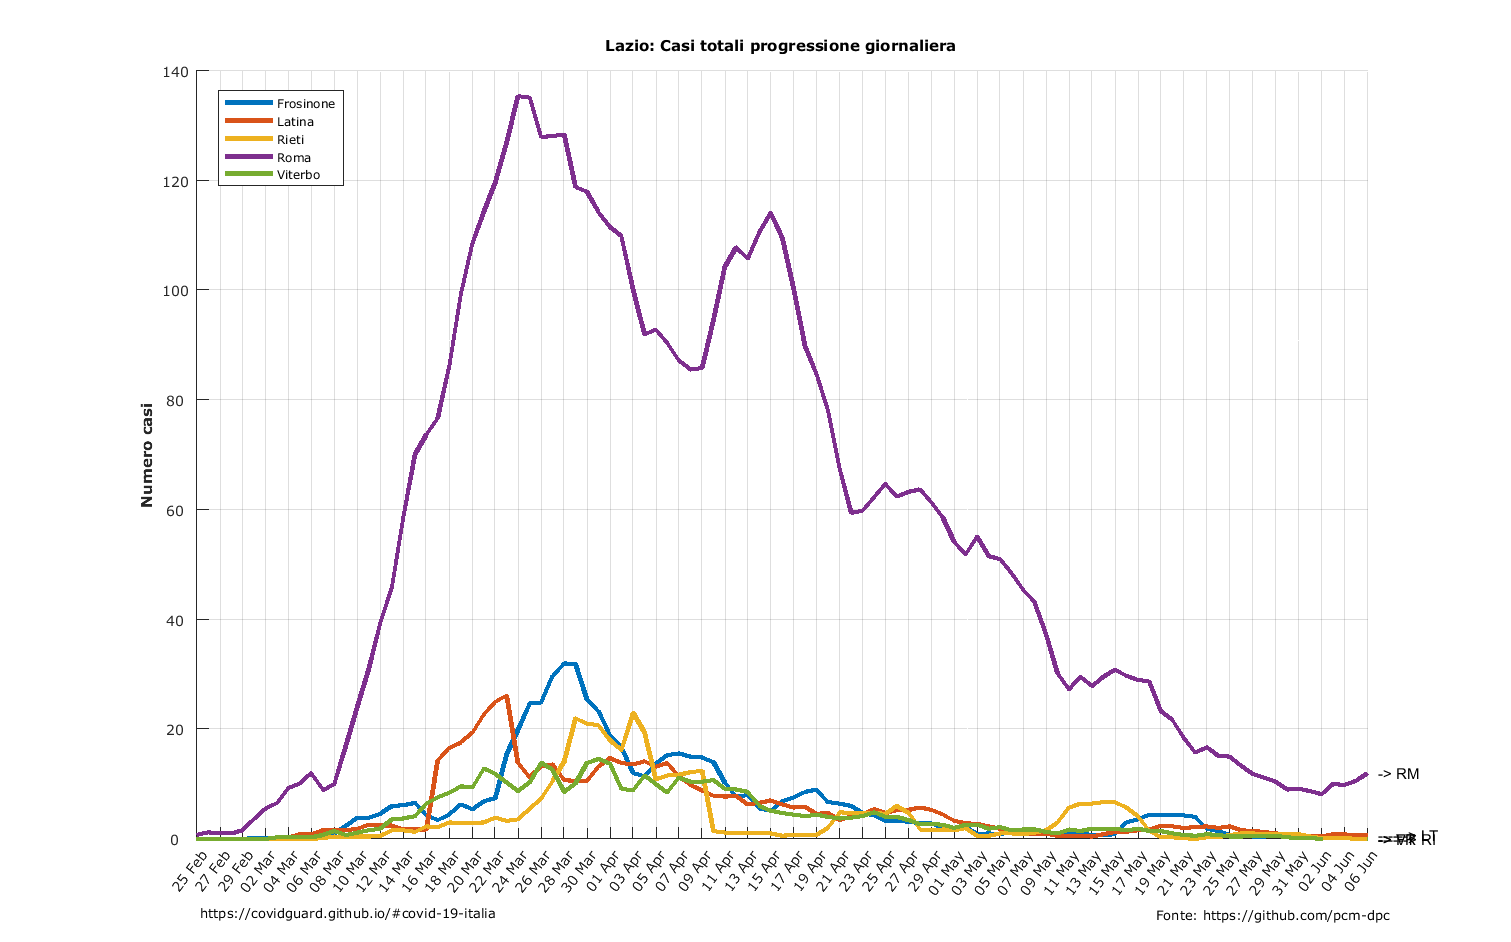 Lazio: Casi totali progressione giornaliera
Numero casi
140
120
100
80
60
40
20
0
Frosinone
Latina
Rieti
Roma
Viterbo
-> RM
25 Feb
27 Feb
29 Feb
02 Mar
04 Mar
06 Mar
08 Mar
10 Mar
12 Mar
14 Mar
16 Mar
18 Mar
20 Mar
22 Mar
24 Mar
26 Mar
28 Mar
30 Mar
01 Apr
03 Apr
05 Apr
07 Apr
09 Apr
11 Apr
13 Apr
15 Apr
17 Apr
19 Apr
21 Apr
23 Apr
25 Apr
27 Apr
29 Apr
01 May
03 May
05 May
07 May
09 May
11 May
13 May
15 May
17 May
19 May
21 May
23 May
25 May
27 May
29 May
31 May
02 Jun
04 Jun
06 Jun
https://covidguard.github.io/#covid-19-italia
Fonte: https://github.com/pcm-dpc